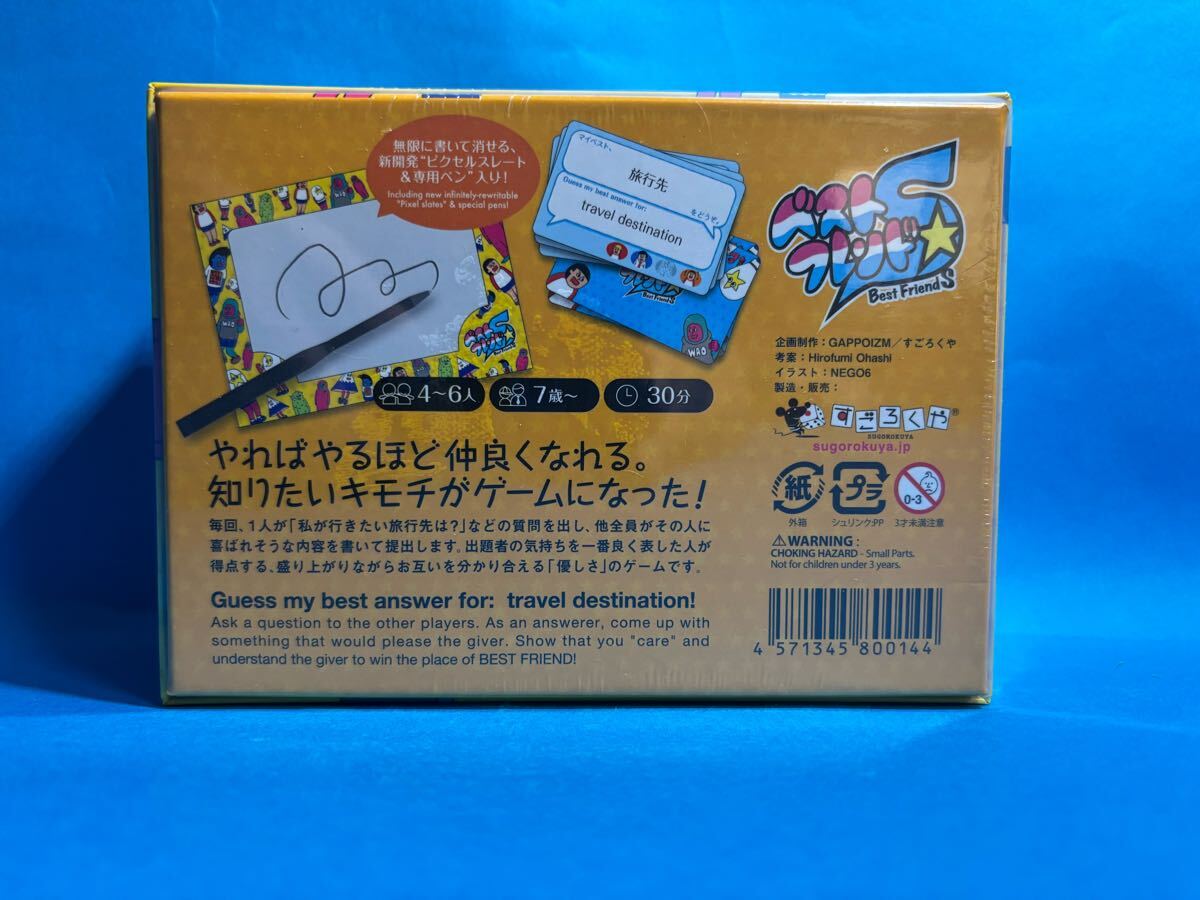 無限に書いて消せる、
新開発"ピクセルスレート
&専用ペン"入り!
Including new infinitely-rewritable
"Pixel slates" & special pens!
マイベスト、
旅行先
Guess my best answer for:
をどうぞ。
travel destination
WAO
ベストフレンドS
WAO
ベスト
フレンドS
Best FriendS
企画制作:GAPPOIZM/すごろくや
考案:Hirofumi Ohashi
イラスト:NEGO6
製造・販売:
すごろくや®
SUGOROKUYA
sugorokuya.jp
4〜6人
7歳〜
30分
やればやるほど仲良くなれる。
知りたいキモチがゲームになった!
毎回、1人が「私が行きたい旅行先は?」などの質問を出し、他全員がその人に
喜ばれそうな内容を書いて提出します。出題者の気持ちを一番良く表した人が
得点する、盛り上がりながらお互いを分かり合える「優しさ」のゲームです。
Guess my best answer for: travel destination!
Ask a question to the other players. As an answerer, come up with
something that would please the giver. Show that you "care" and
understand the giver to win the place of BEST FRIEND!
紙
外箱
プラ
シュリンク:PP
0-3
3才未満注意
⚠WARNING:
CHOKING HAZARD - Small Parts.
Not for children under 3 years.
4 571345 800144